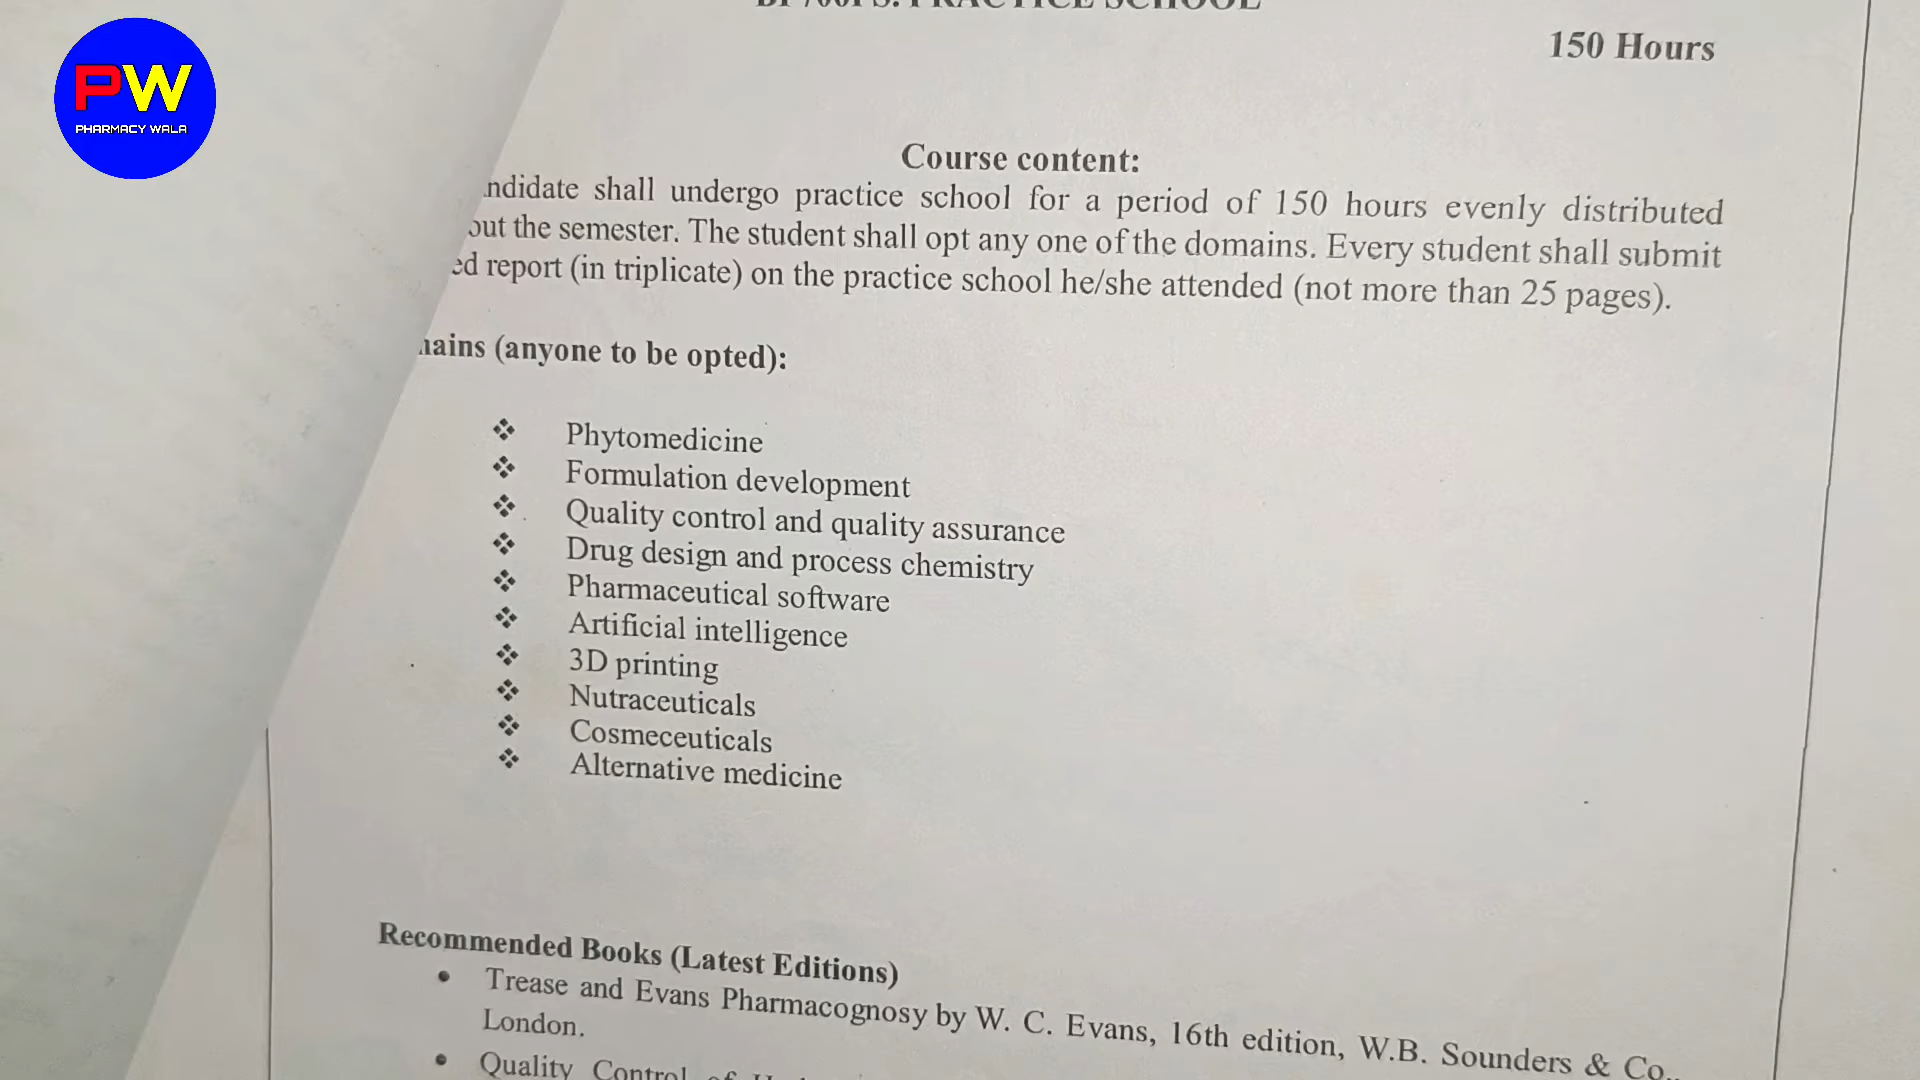 PW
PHARMACY WALA
PRACTICE SCHOOL
150 Hours
Course content:
ndidate shall undergo practice school for a period of 150 hours evenly distributed
out the semester. The student shall opt any one of the domains. Every student shall submit
ed report (in triplicate) on the practice school he/she attended (not more than 25 pages).
nains (anyone to be opted):
❖ Phytomedicine
❖ Formulation development
❖ Quality control and quality assurance
❖ Drug design and process chemistry
❖ Pharmaceutical software
❖ Artificial intelligence
❖ 3D printing
❖ Nutraceuticals
❖ Cosmeceuticals
❖ Alternative medicine
Recommended Books (Latest Editions)
• Trease and Evans Pharmacognosy by W. C. Evans, 16th edition, W.B. Sounders & Co.,
London.
• Quality Control of